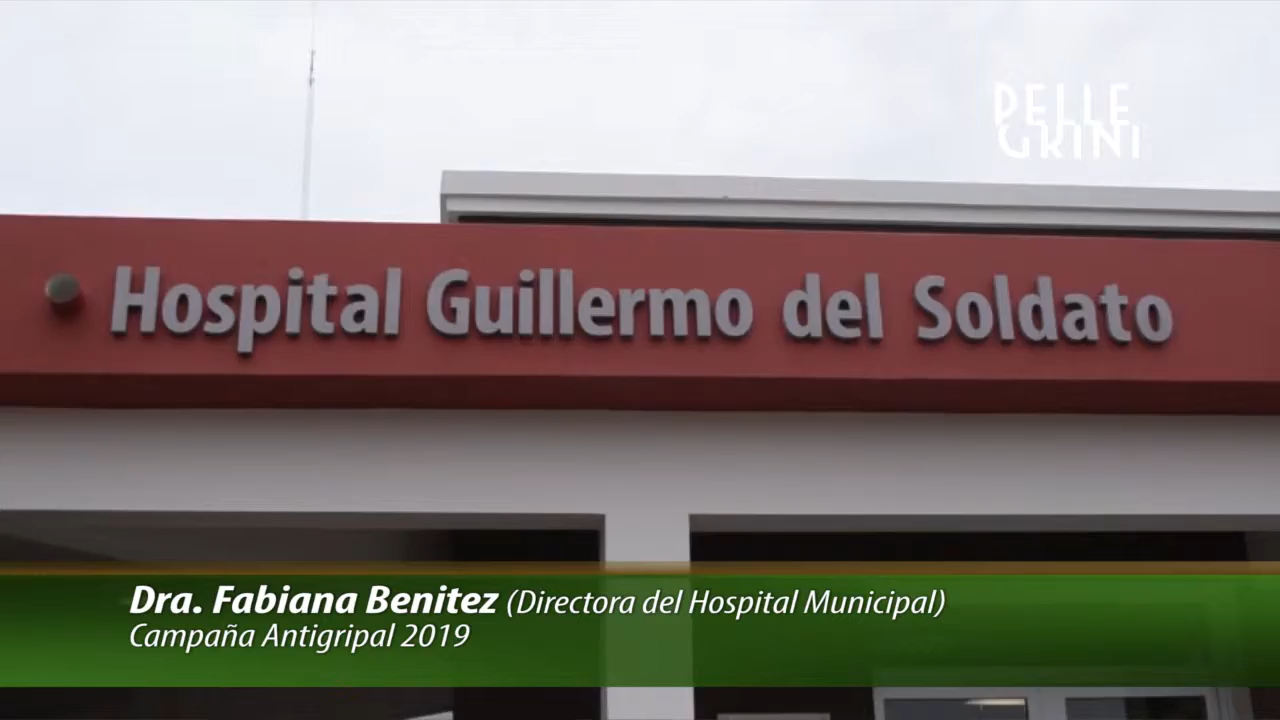 PELLE
GRINI
Hospital Guillermo del Soldato
Dra. Fabiana Benitez (Directora del Hospital Municipal)
Campaña Antigripal 2019